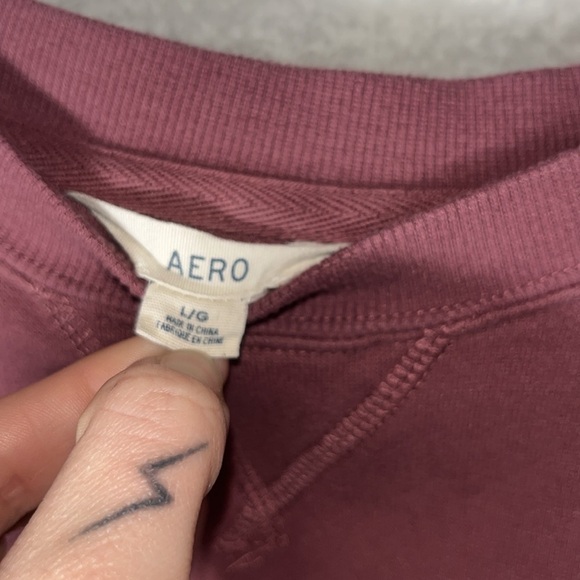 AERO
L/G
MADE IN CHINA
FABRIQUÉ EN CHINE